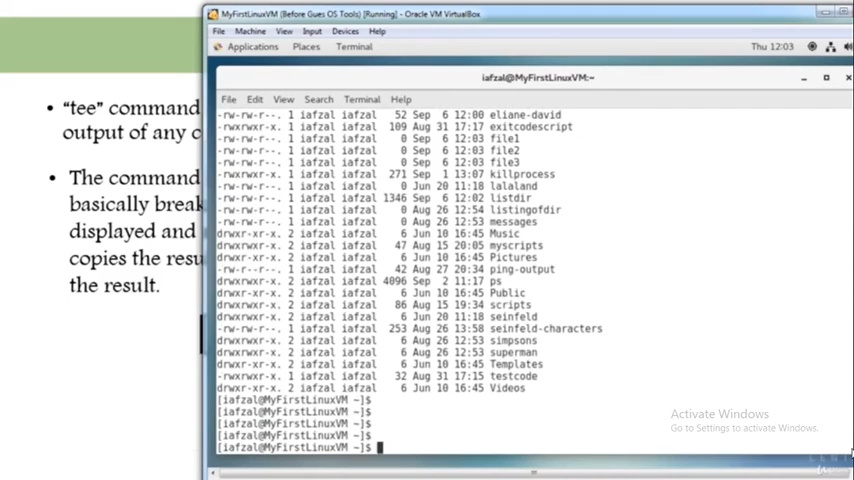 MyFirstLinuxVM (Before Gues OS Tools) [Running] - Oracle VM VirtualBox
File Machine View Input Devices Help
Applications Places Terminal Thu 12:03
iafzal@MyFirstLinuxVM:~
File Edit View Search Terminal Help
• “tee” command
output of any c
• The command
basically break
displayed and
copies the resu
the result.
-rw-rw-r--. 1 iafzal iafzal 52 Sep 6 12:00 eliane-david
-rwxrwxr-x. 1 iafzal iafzal 109 Aug 31 17:17 exitcodescript
-rw-rw-r--. 1 iafzal iafzal 0 Sep 6 12:03 file1
-rw-rw-r--. 1 iafzal iafzal 0 Sep 6 12:03 file2
-rw-rw-r--. 1 iafzal iafzal 0 Sep 6 12:03 file3
-rwxrwxr-x. 1 iafzal iafzal 271 Sep 1 13:07 killprocess
-rw-rw-r--. 1 iafzal iafzal 0 Jun 20 11:18 lalaland
-rw-rw-r--. 1 iafzal iafzal 1346 Sep 6 12:02 listdir
-rw-rw-r--. 1 iafzal iafzal 0 Aug 26 12:54 listingofdir
-rw-rw-r--. 1 iafzal iafzal 0 Aug 26 12:53 messages
drwxr-xr-x. 2 iafzal iafzal 6 Jun 10 16:45 Music
drwxrwxr-x. 2 iafzal iafzal 47 Aug 15 20:05 myscripts
drwxr-xr-x. 2 iafzal iafzal 6 Jun 10 16:45 Pictures
-rw-r--r--. 1 iafzal iafzal 42 Aug 27 20:34 ping-output
drwxr-xr-x. 2 iafzal iafzal 4096 Sep 2 11:17 ps
drwxr-xr-x. 2 iafzal iafzal 6 Jun 10 16:45 Public
drwxrwxr-x. 2 iafzal iafzal 86 Aug 15 19:34 scripts
drwxr-xr-x. 2 iafzal iafzal 6 Jun 20 11:18 seinfeld
-rw-rw-r--. 1 iafzal iafzal 253 Aug 26 13:58 seinfeld-characters
drwxrwxr-x. 2 iafzal iafzal 6 Aug 26 12:53 simpsons
drwxrwxr-x. 2 iafzal iafzal 6 Aug 26 12:53 superman
drwxr-xr-x. 2 iafzal iafzal 6 Jun 10 16:45 Templates
-rwxrwxr-x. 1 iafzal iafzal 32 Aug 31 17:15 testcode
drwxr-xr-x. 2 iafzal iafzal 6 Jun 10 16:45 Videos
[iafzal@MyFirstLinuxVM ~]$
[iafzal@MyFirstLinuxVM ~]$
[iafzal@MyFirstLinuxVM ~]$
[iafzal@MyFirstLinuxVM ~]$
[iafzal@MyFirstLinuxVM ~]$
Activate Windows
Go to Settings to activate Windows.